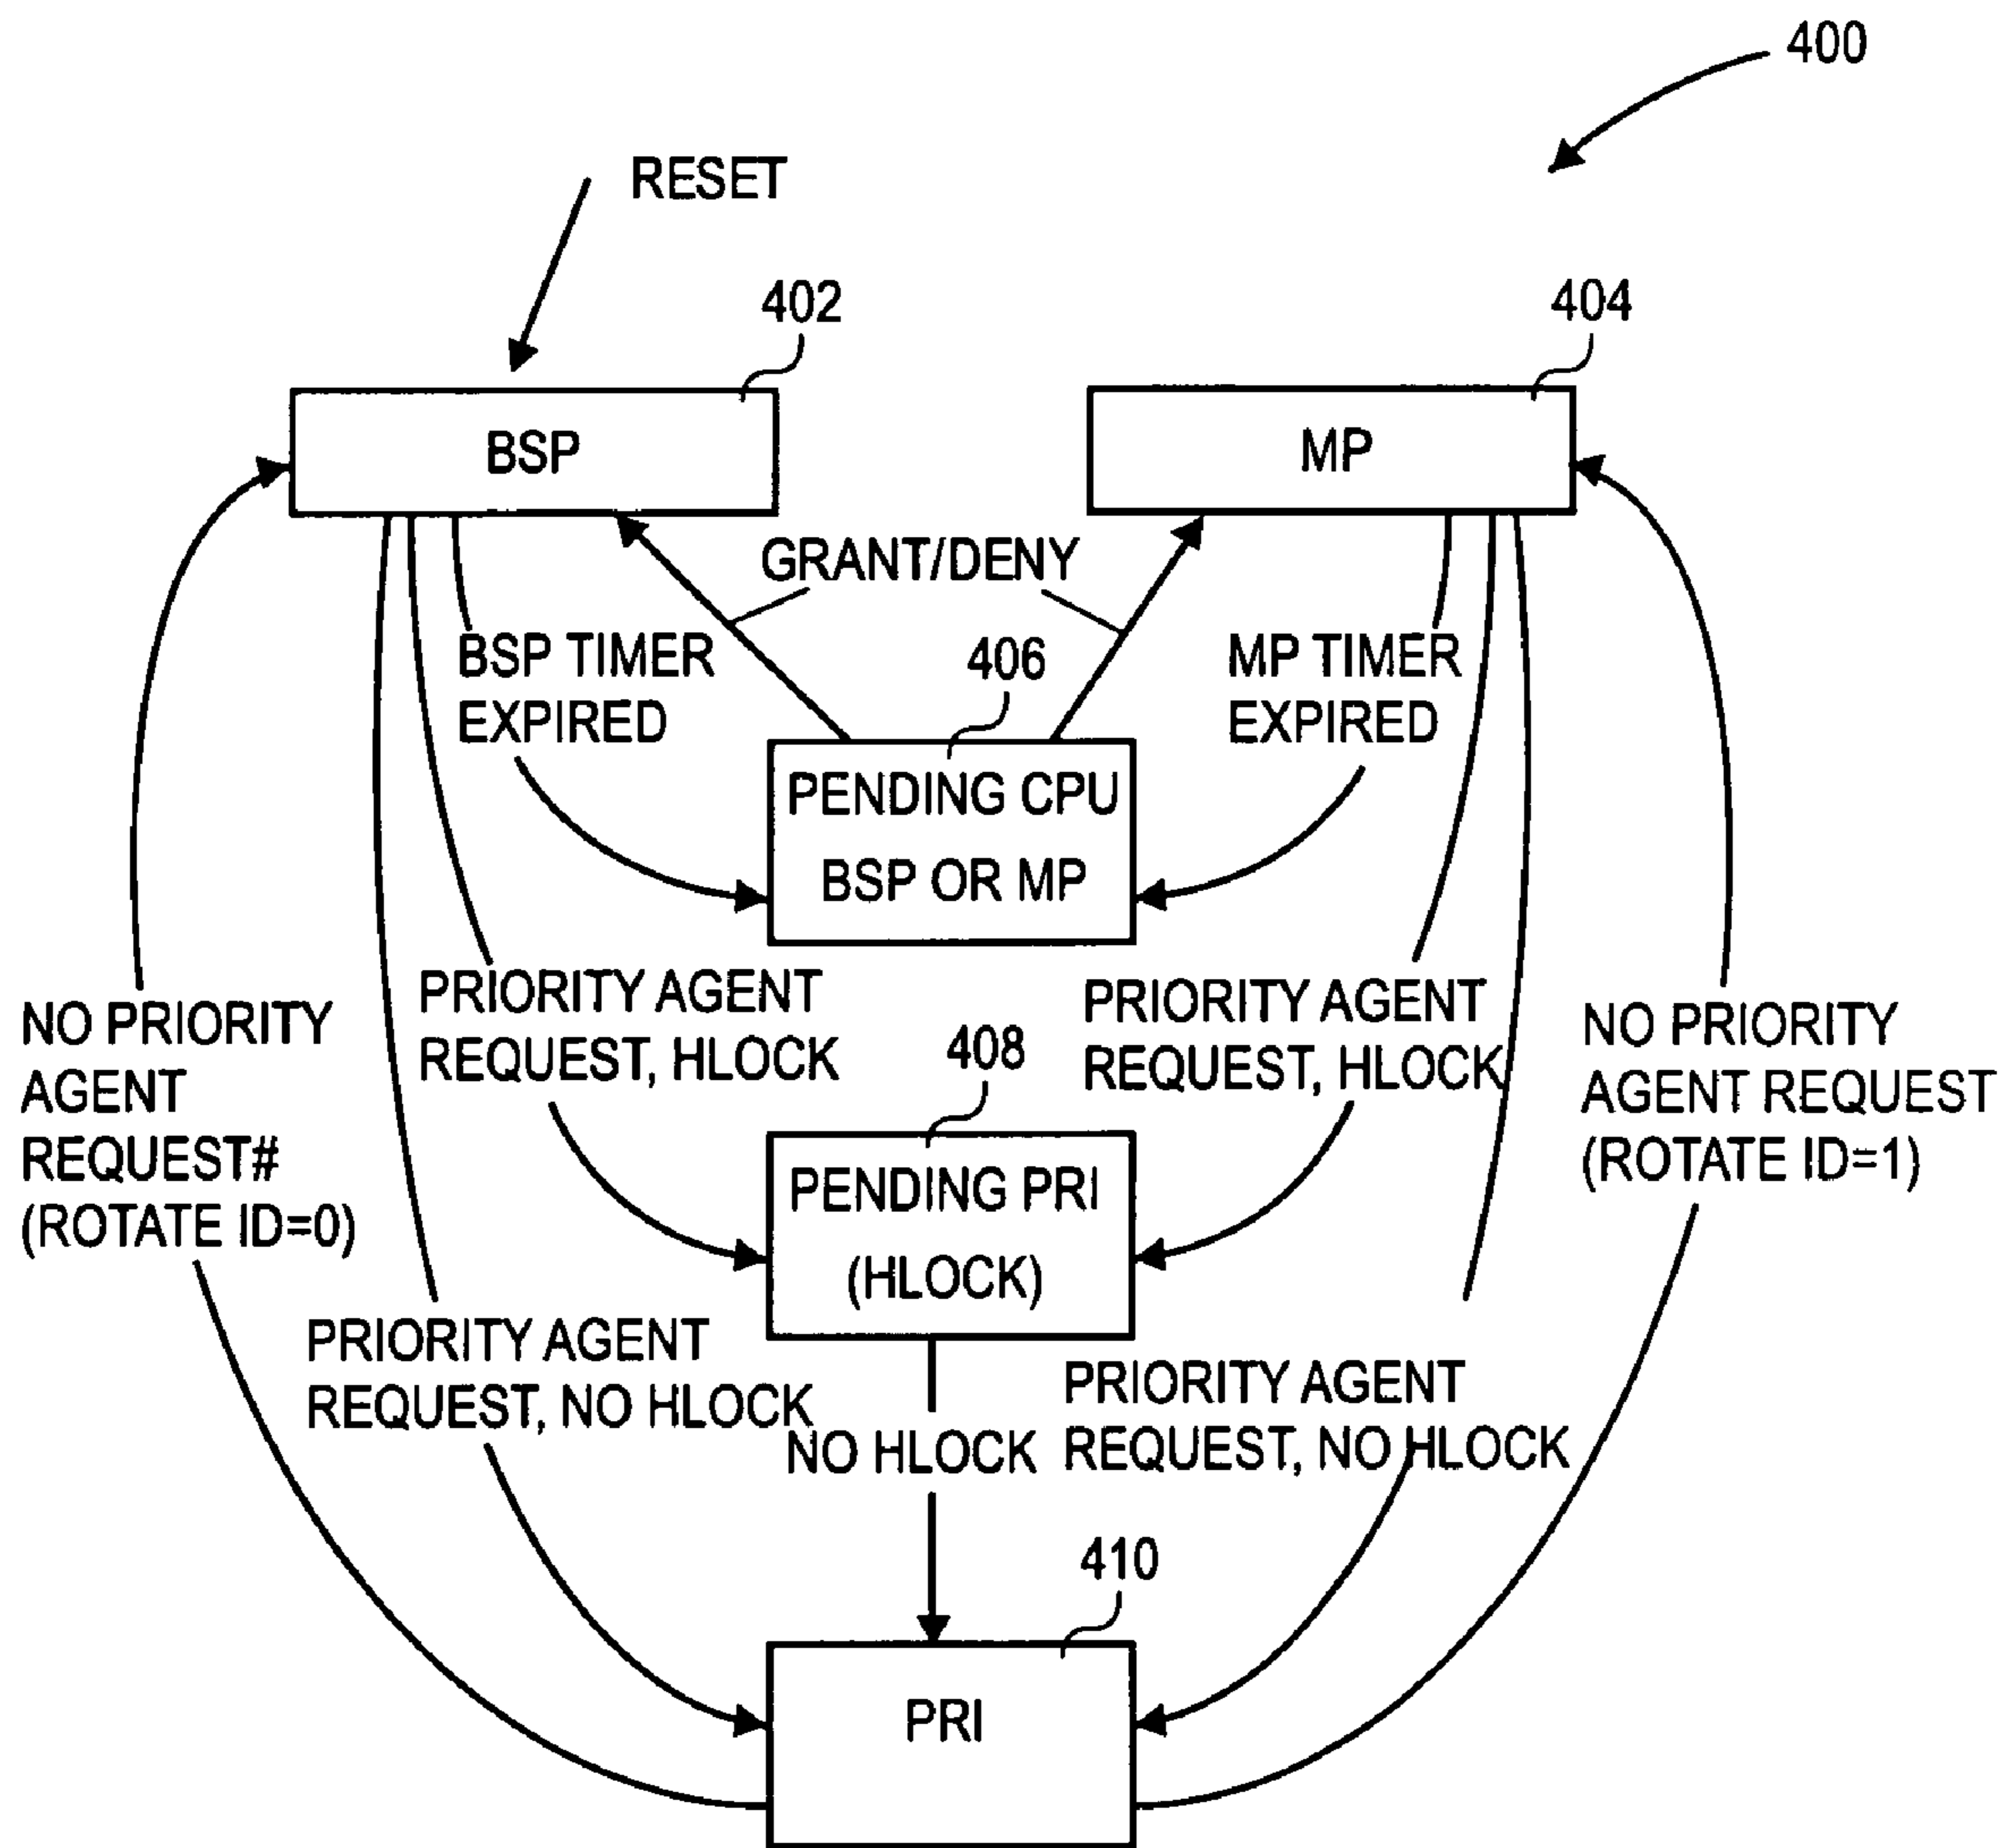 400
RESET
402
404
BSP
MP
GRANT/DENY
BSP TIMER
EXPIRED
406
MP TIMER
EXPIRED
PENDING CPU
BSP OR MP
NO PRIORITY
AGENT
REQUEST#
(ROTATE ID=0)
PRIORITY AGENT
REQUEST, HLOCK
408
PRIORITY AGENT
REQUEST, HLOCK
NO PRIORITY
AGENT REQUEST
(ROTATE ID=1)
PENDING PRI
(HLOCK)
PRIORITY AGENT
REQUEST, NO HLOCK
NO HLOCK
PRIORITY AGENT
REQUEST, NO HLOCK
410
PRI